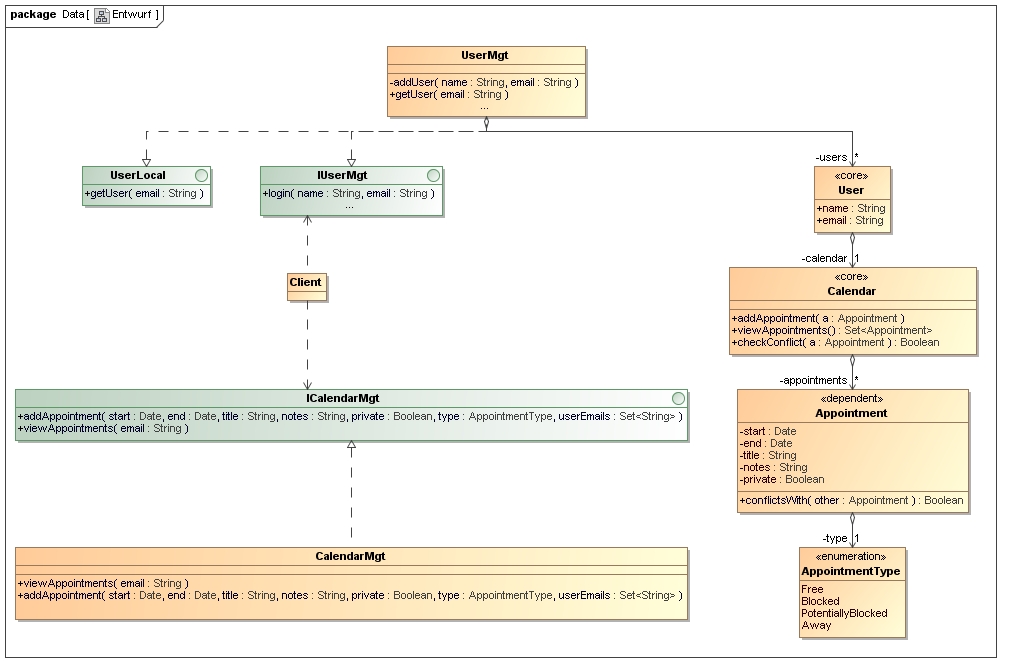 package Data[ Entwurf ]
UserMgt
-addUser( name : String, email : String )
+getUser( email : String )
...
UserLocal
+getUser( email : String )
IUserMgt
+login( name : String, email : String )
...
-users *
«core»
User
+name : String
+email : String
Client
-calendar 1
«core»
Calendar
+addAppointment( a : Appointment )
+viewAppointments() : Set<Appointment>
+checkConflict( a : Appointment ) : Boolean
ICalendarMgt
+addAppointment( start : Date, end : Date, title : String, notes : String, private : Boolean, type : AppointmentType, userEmails : Set<String> )
+viewAppointments( email : String )
-appointments *
«dependent»
Appointment
-start : Date
-end : Date
-title : String
-notes : String
-private : Boolean
+conflictsWith( other : Appointment ) : Boolean
CalendarMgt
+viewAppointments( email : String )
+addAppointment( start : Date, end : Date, title : String, notes : String, private : Boolean, type : AppointmentType, userEmails : Set<String> )
-type 1
«enumeration»
AppointmentType
Free
Blocked
PotentiallyBlocked
Away